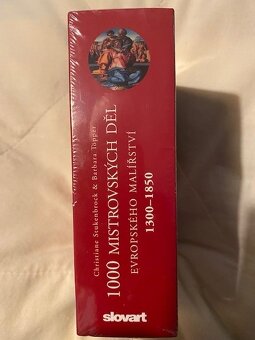 Christiane Stukenbrock & Barbara Töpper
1000 MISTROVSKÝCH DĚL
EVROPSKÉHO MALÍŘSTVÍ
1300–1850
slovart